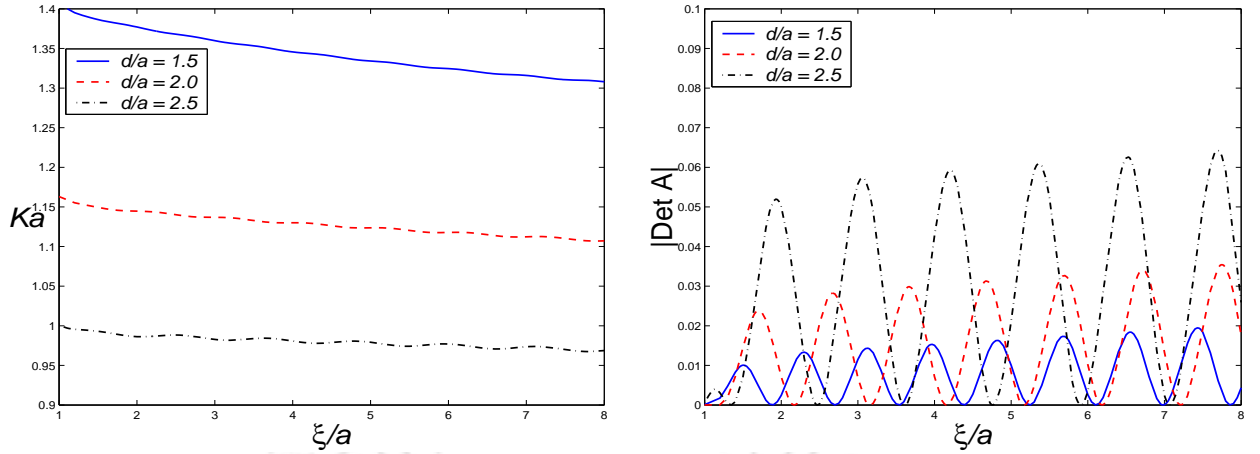 1.4
1.35
1.3
1.25
1.2
1.15
1.1
1.05
1
0.95
0.9
Ka
d/a = 1.5
d/a = 2.0
d/a = 2.5
1 2 3 4 5 6 7 8
ξ/a
0.1
0.09
0.08
0.07
0.06
0.05
0.04
0.03
0.02
0.01
0
|Det A|
d/a = 1.5
d/a = 2.0
d/a = 2.5
1 2 3 4 5 6 7 8
ξ/a